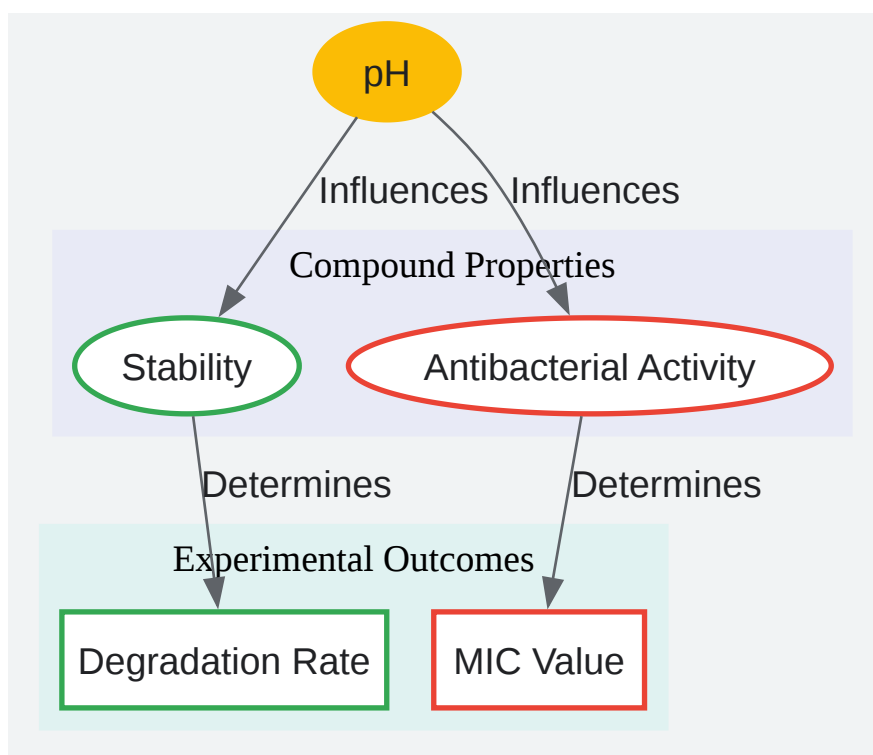 pH
Influences
Influences
Compound Properties
Stability
Antibacterial Activity
Determines
Determines
Experimental Outcomes
Degradation Rate
MIC Value